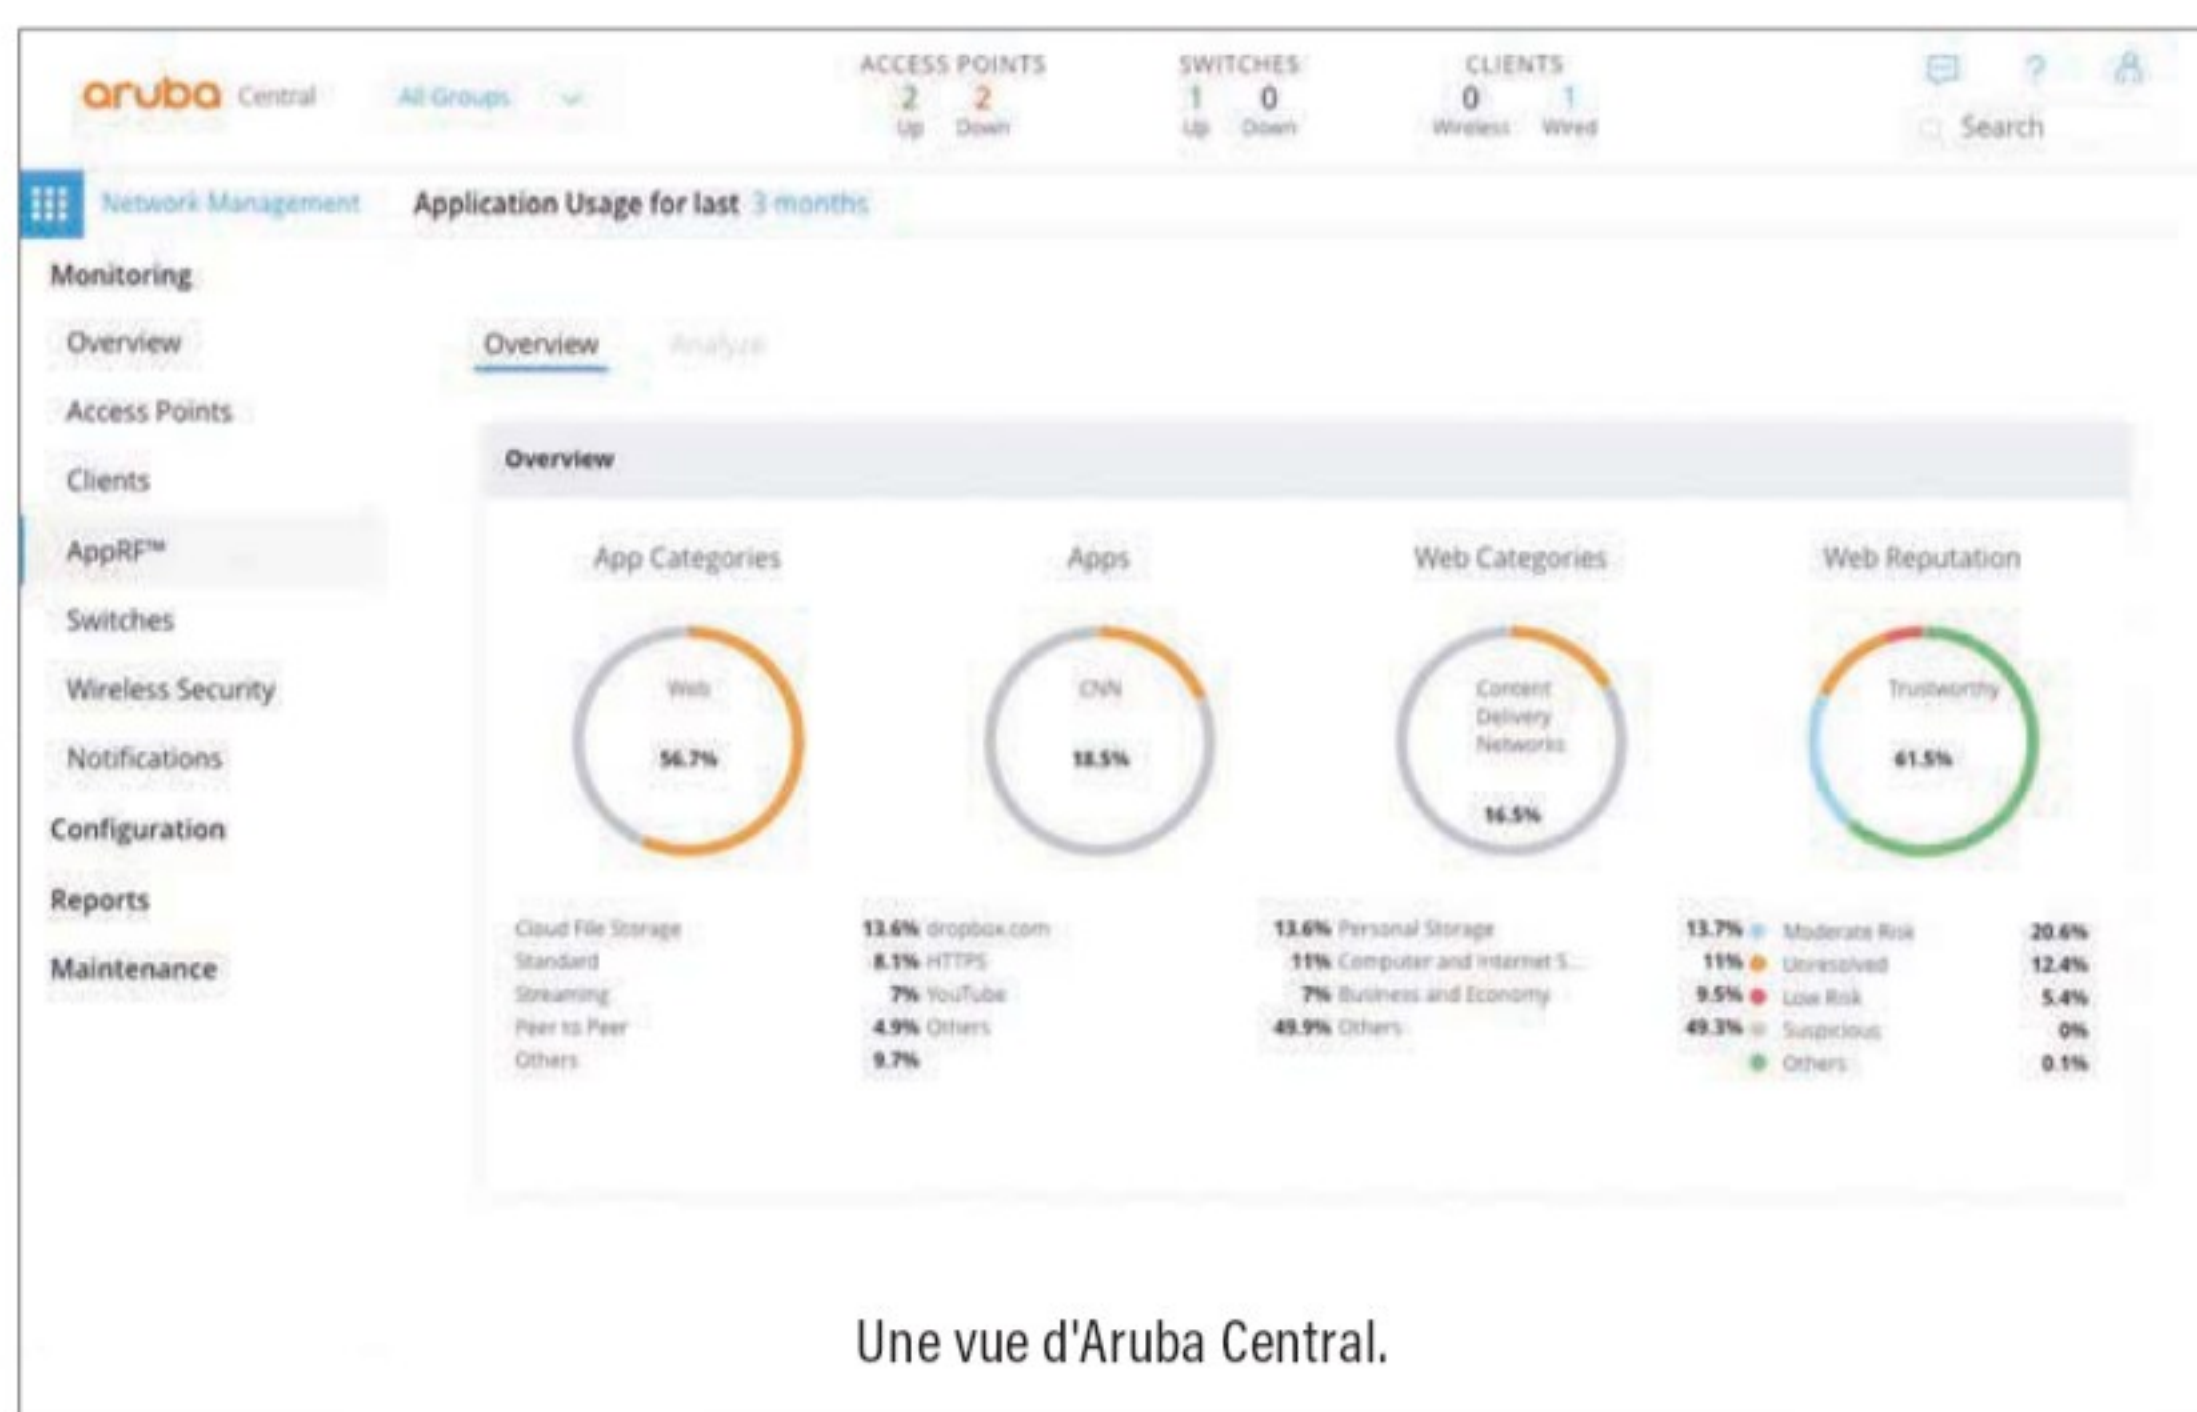 aruba Central All Groups
ACCESS POINTS
2 2
Up Down
SWITCHES
1 0
Up Down
CLIENTS
0 1
Wireless Wired
?
Search
Network Management
Application Usage for last 3 months
Monitoring
Overview
Access Points
Clients
AppRF™
Switches
Wireless Security
Notifications
Configuration
Reports
Maintenance
Overview Analyze
Overview
App Categories
Web
56.7%
Cloud File Storage 13.6%
Standard 8.1%
Streaming 7%
Peer to Peer 4.9%
Others 9.7%
Apps
CNN
18.5%
dropbox.com 13.6%
HTTPS 11%
YouTube 7%
Others 49.9%
Web Categories
Content
Delivery
Networks
16.5%
Personal Storage 13.7%
Computer and Internet S... 11%
Business and Economy 9.5%
Others 49.3%
Web Reputation
Trustworthy
61.5%
Moderate Risk 20.6%
Unresolved 12.4%
Low Risk 5.4%
Suspicious 0%
Others 0.1%
Une vue d'Aruba Central.